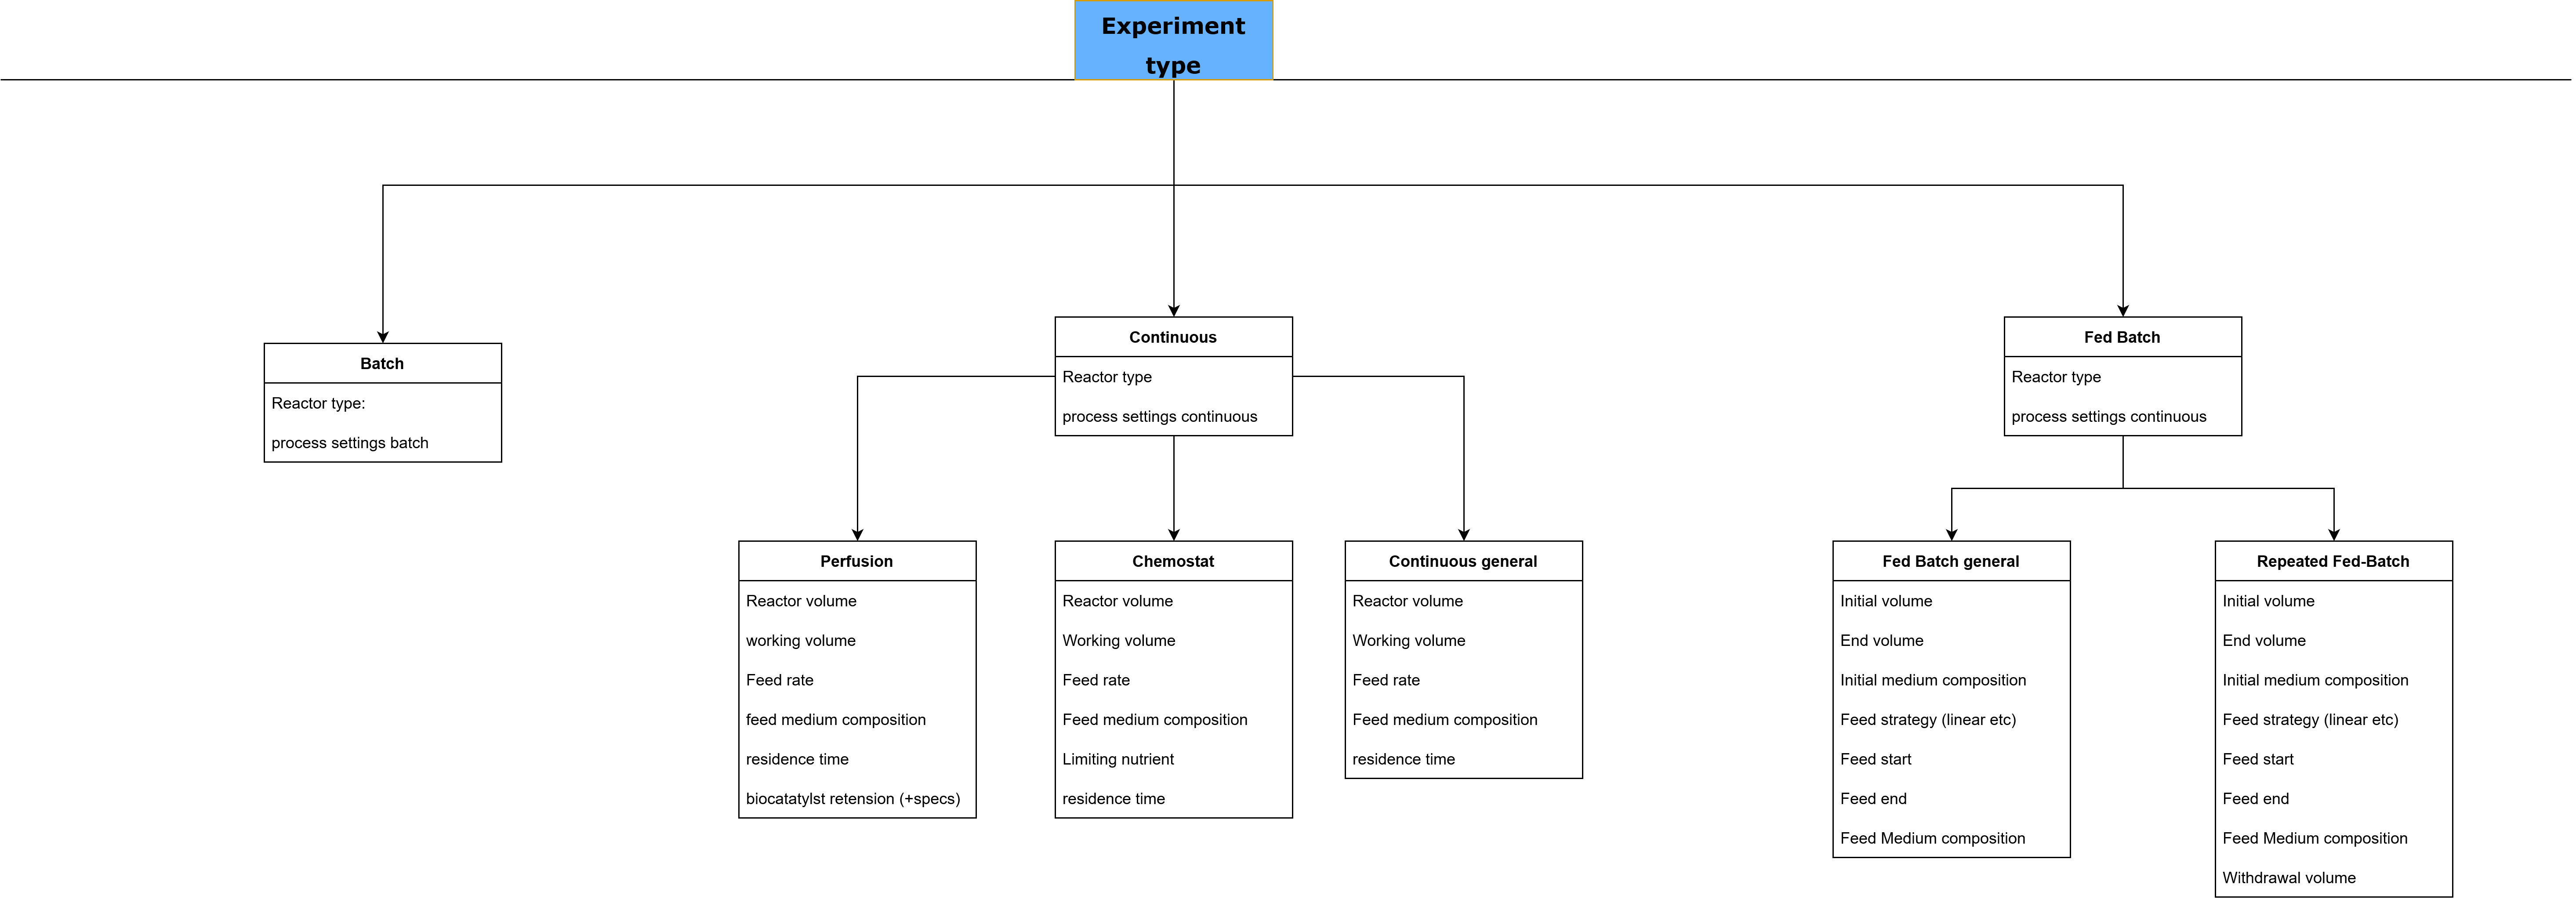 Experiment
type
Batch
Reactor type:
process settings batch
Continuous
Reactor type
process settings continuous
Fed Batch
Reactor type
process settings continuous
Perfusion
Reactor volume
working volume
Feed rate
feed medium composition
residence time
biocatatylst retension (+specs)
Chemostat
Reactor volume
Working volume
Feed rate
Feed medium composition
Limiting nutrient
residence time
Continuous general
Reactor volume
Working volume
Feed rate
Feed medium composition
residence time
Fed Batch general
Initial volume
End volume
Initial medium composition
Feed strategy (linear etc)
Feed start
Feed end
Feed Medium composition
Repeated Fed-Batch
Initial volume
End volume
Initial medium composition
Feed strategy (linear etc)
Feed start
Feed end
Feed Medium composition
Withdrawal volume